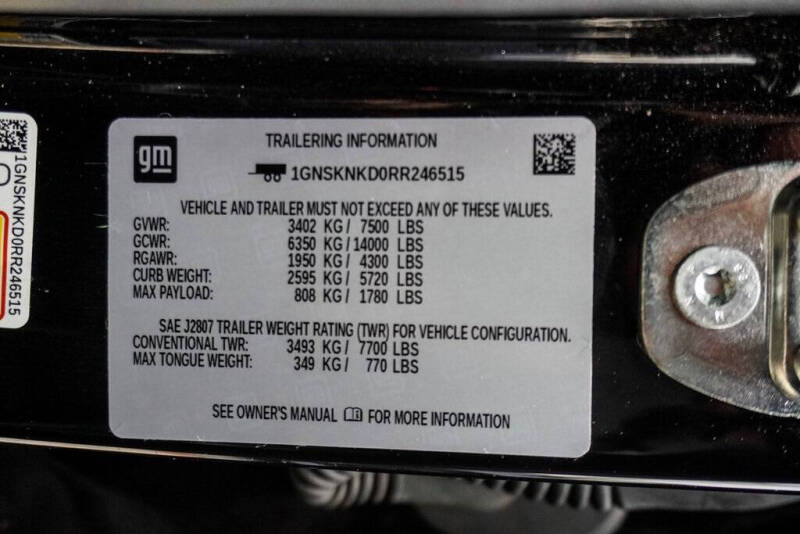 gm
TRAILERING INFORMATION
1GNSKNKD0RR246515
VEHICLE AND TRAILER MUST NOT EXCEED ANY OF THESE VALUES.
GVWR: 3402 KG / 7500 LBS
GCWR: 6350 KG /14000 LBS
RGAWR: 1950 KG / 4300 LBS
CURB WEIGHT: 2595 KG / 5720 LBS
MAX PAYLOAD: 808 KG / 1780 LBS
SAE J2807 TRAILER WEIGHT RATING (TWR) FOR VEHICLE CONFIGURATION.
CONVENTIONAL TWR: 3493 KG / 7700 LBS
MAX TONGUE WEIGHT: 349 KG / 770 LBS
SEE OWNER'S MANUAL FOR MORE INFORMATION
1GNSKNKD0RR246515